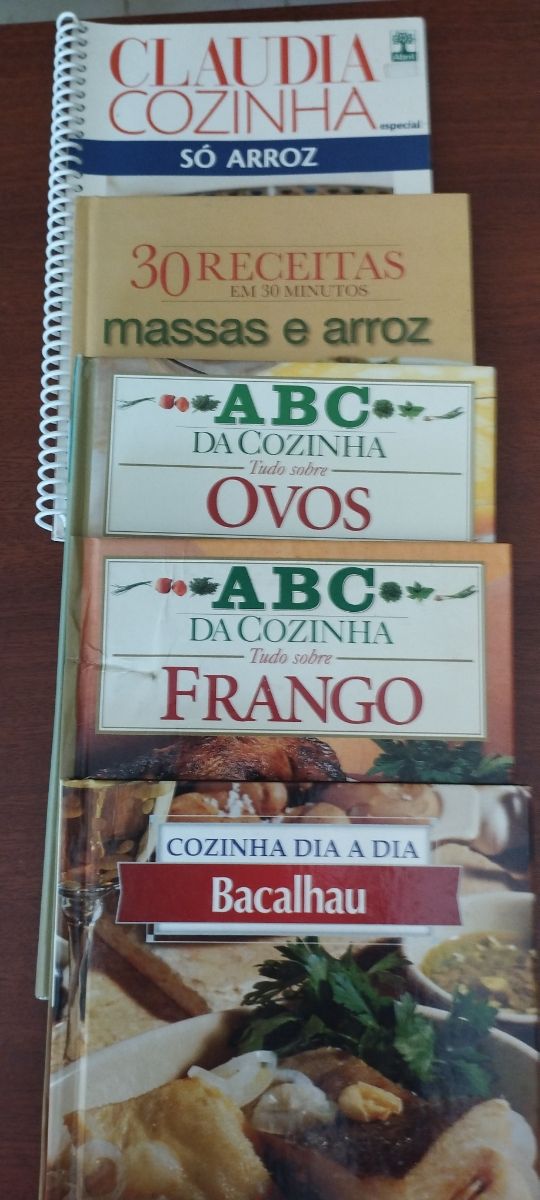 CLAUDIA
COZINHA
especial
Abril
SÓ ARROZ
30 RECEITAS
EM 30 MINUTOS
massas e arroz
ABC
DA COZINHA
Tudo sobre
OVOS
ABC
DA COZINHA
Tudo sobre
FRANGO
COZINHA DIA A DIA
Bacalhau